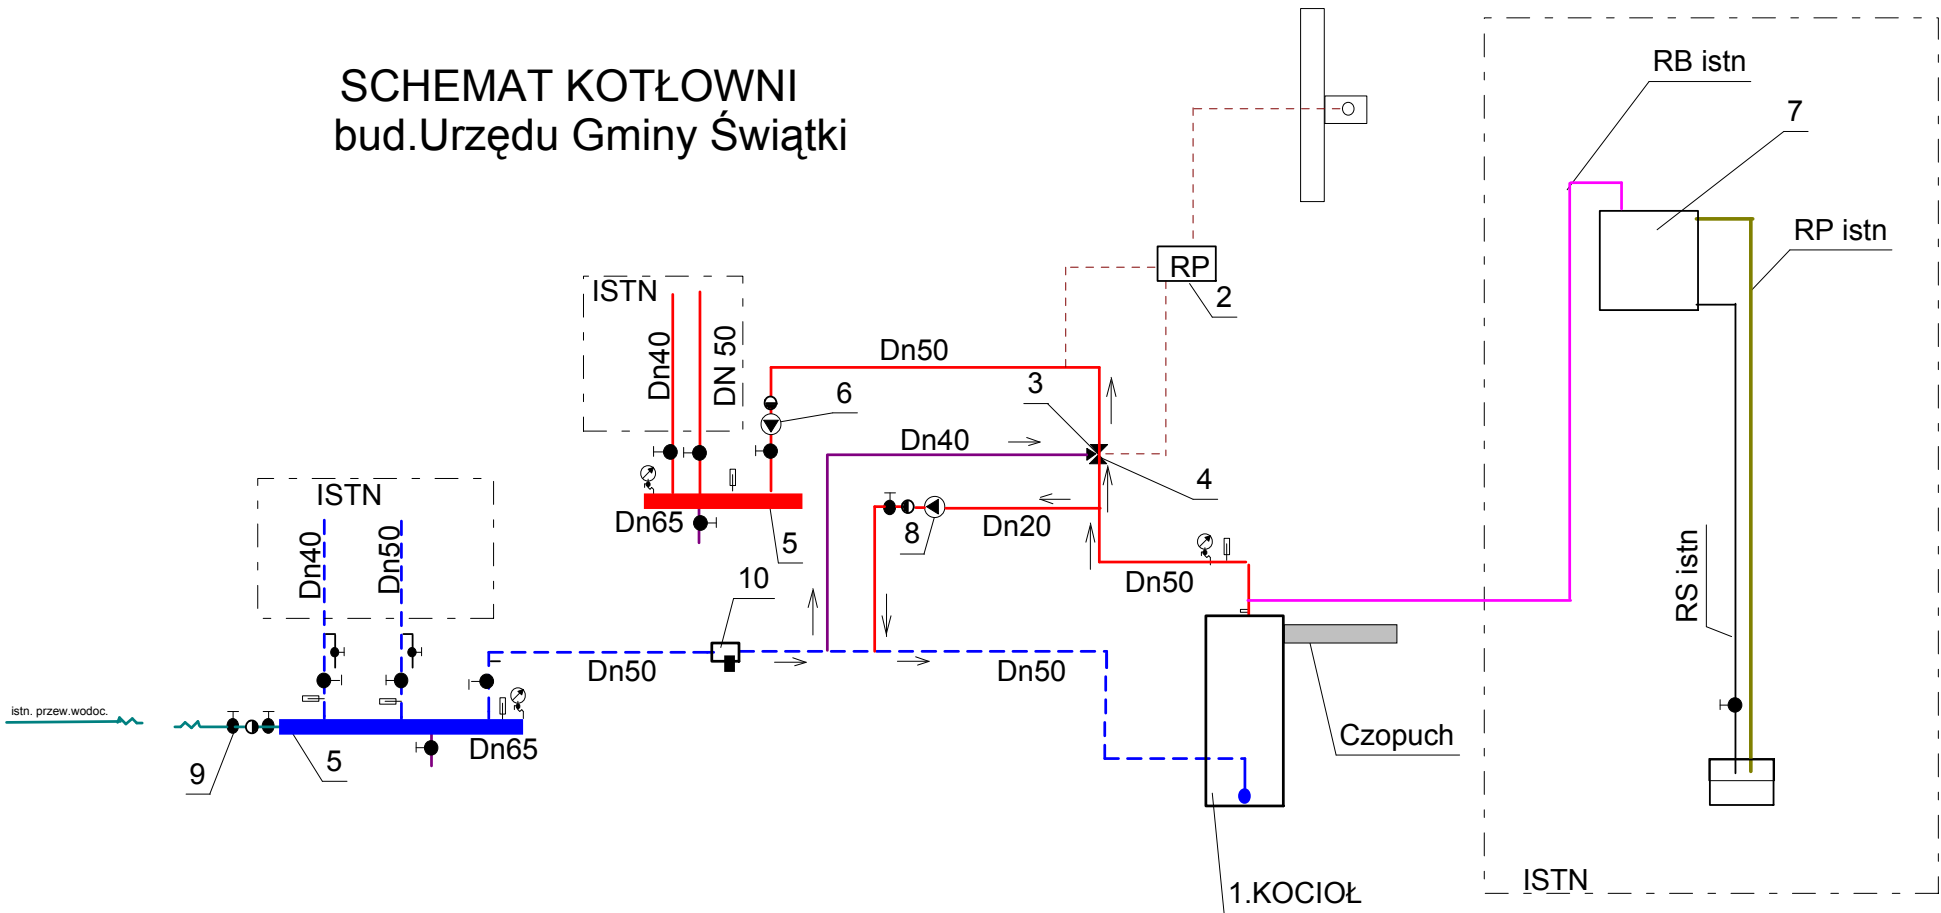 SCHEMAT KOTŁOWNI
bud.Urzędu Gminy Świątki
RB istn
7
RP istn
RP
2
ISTN
Dn40
DN 50
Dn50
6
3
Dn40
4
ISTN
Dn40
Dn50
Dn65
5
8
Dn20
10
Dn50
RS istn
Dn50
Dn50
istn. przew.wodoc.
Dn65
9
5
Czopuch
1.KOCIOŁ
ISTN